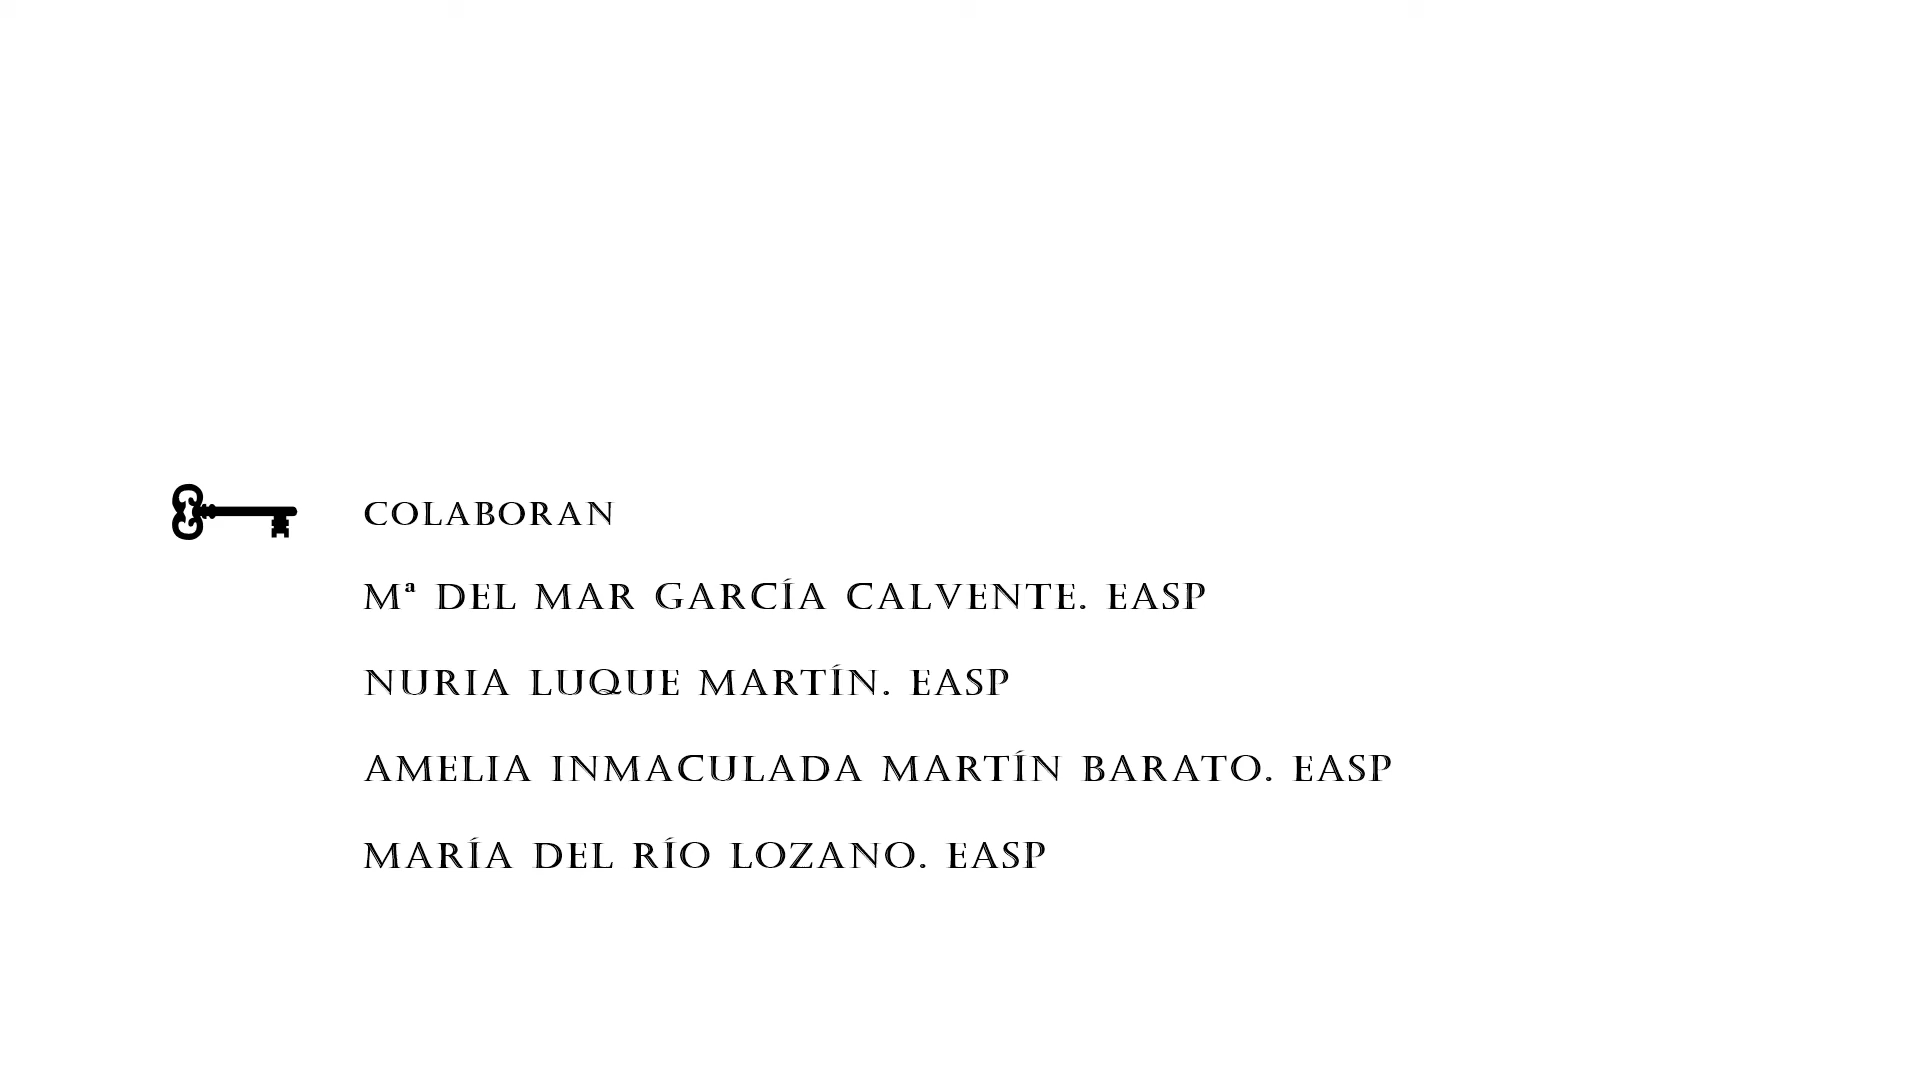 COLABORAN
Mª DEL MAR GARCÍA CALVENTE. EASP
NURIA LUQUE MARTÍN. EASP
AMELIA INMACULADA MARTÍN BARATO. EASP
MARÍA DEL RÍO LOZANO. EASP